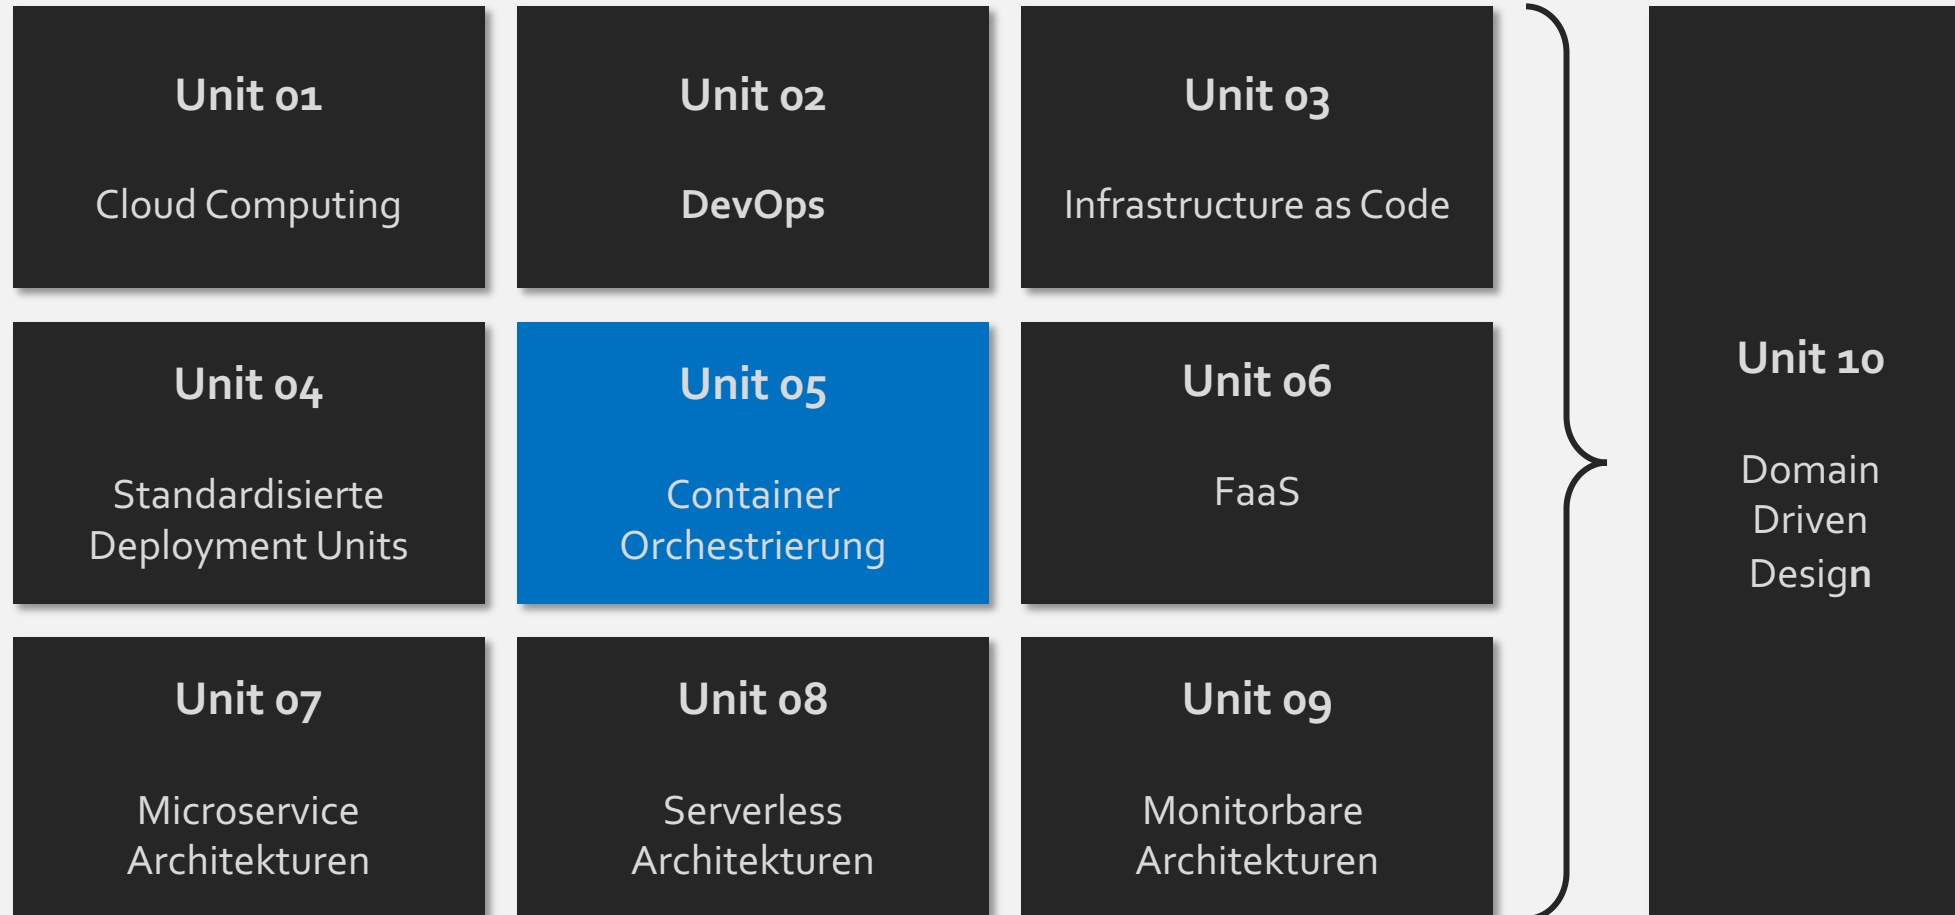 Unit 01
Cloud Computing
Unit 02
DevOps
Unit 03
Infrastructure as Code
Unit 04
Standardisierte
Deployment Units
Unit 05
Container
Orchestrierung
Unit 06
FaaS
Unit 07
Microservice
Architekturen
Unit 08
Serverless
Architekturen
Unit 09
Monitorbare
Architekturen
Unit 10
Domain
Driven
Design